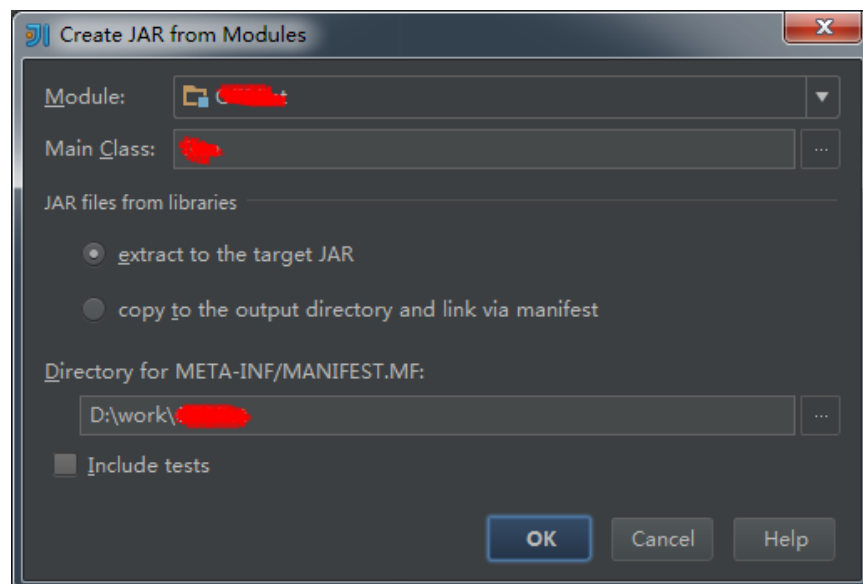 Create JAR from Modules
Module:
Main Class:
...
JAR files from libraries
extract to the target JAR
copy to the output directory and link via manifest
Directory for META-INF/MANIFEST.MF:
D:\work\
...
Include tests
OK
Cancel
Help